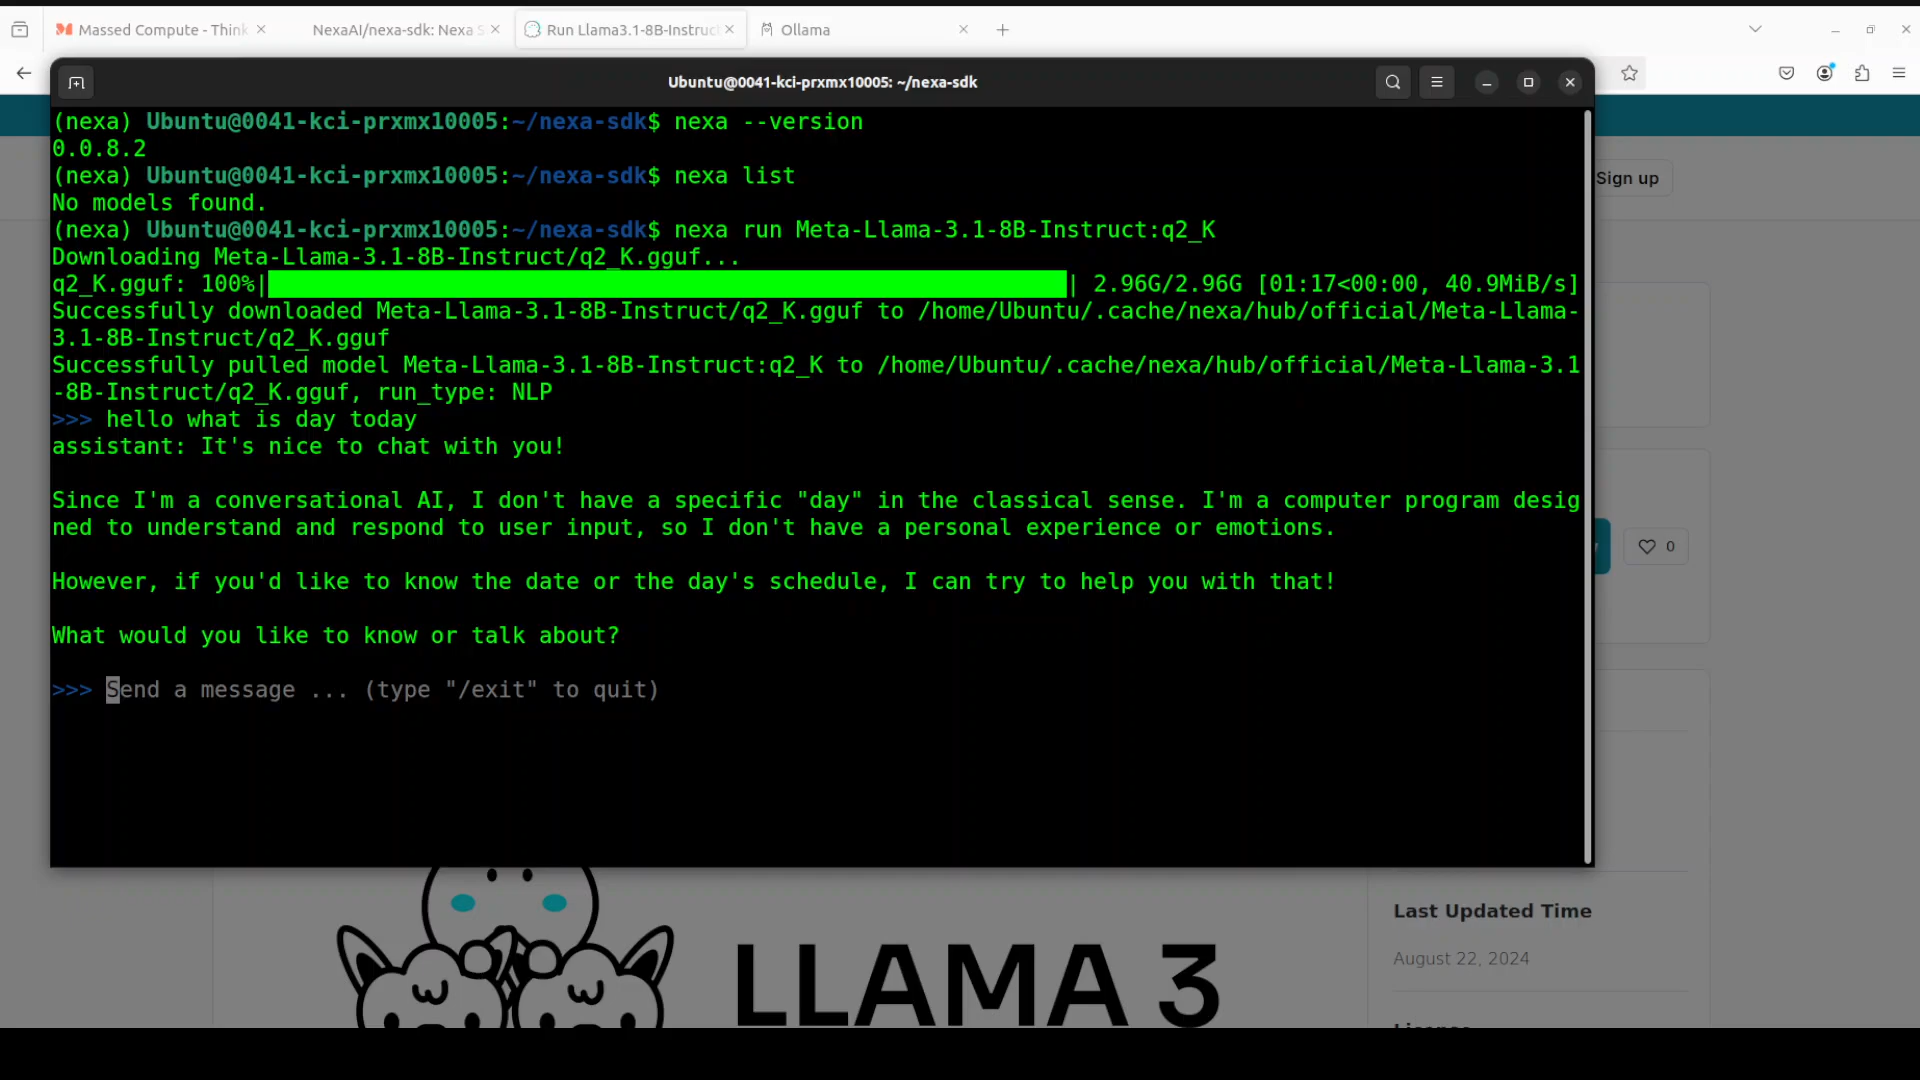 Massed Compute - Think
NexaAI/nexa-sdk: Nexa S
Run Llama3.1-8B-Instruct
Ollama
Ubuntu@0041-kci-prxmx10005: ~/nexa-sdk
(nexa) Ubuntu@0041-kci-prxmx10005:~/nexa-sdk$ nexa --version
0.0.8.2
(nexa) Ubuntu@0041-kci-prxmx10005:~/nexa-sdk$ nexa list
No models found.
(nexa) Ubuntu@0041-kci-prxmx10005:~/nexa-sdk$ nexa run Meta-Llama-3.1-8B-Instruct:q2_K
Downloading Meta-Llama-3.1-8B-Instruct/q2_K.gguf...
q2_K.gguf: 100%| | 2.96G/2.96G [01:17<00:00, 40.9MiB/s]
Successfully downloaded Meta-Llama-3.1-8B-Instruct/q2_K.gguf to /home/Ubuntu/.cache/nexa/hub/official/Meta-Llama-
3.1-8B-Instruct/q2_K.gguf
Successfully pulled model Meta-Llama-3.1-8B-Instruct:q2_K to /home/Ubuntu/.cache/nexa/hub/official/Meta-Llama-3.1
-8B-Instruct/q2_K.gguf, run_type: NLP
>>> hello what is day today
assistant: It's nice to chat with you!
Since I'm a conversational AI, I don't have a specific "day" in the classical sense. I'm a computer program desig
ned to understand and respond to user input, so I don't have a personal experience or emotions.
However, if you'd like to know the date or the day's schedule, I can try to help you with that!
What would you like to know or talk about?
>>> Send a message ... (type "/exit" to quit)
Sign up
0
Last Updated Time
August 22, 2024
LLAMA 3